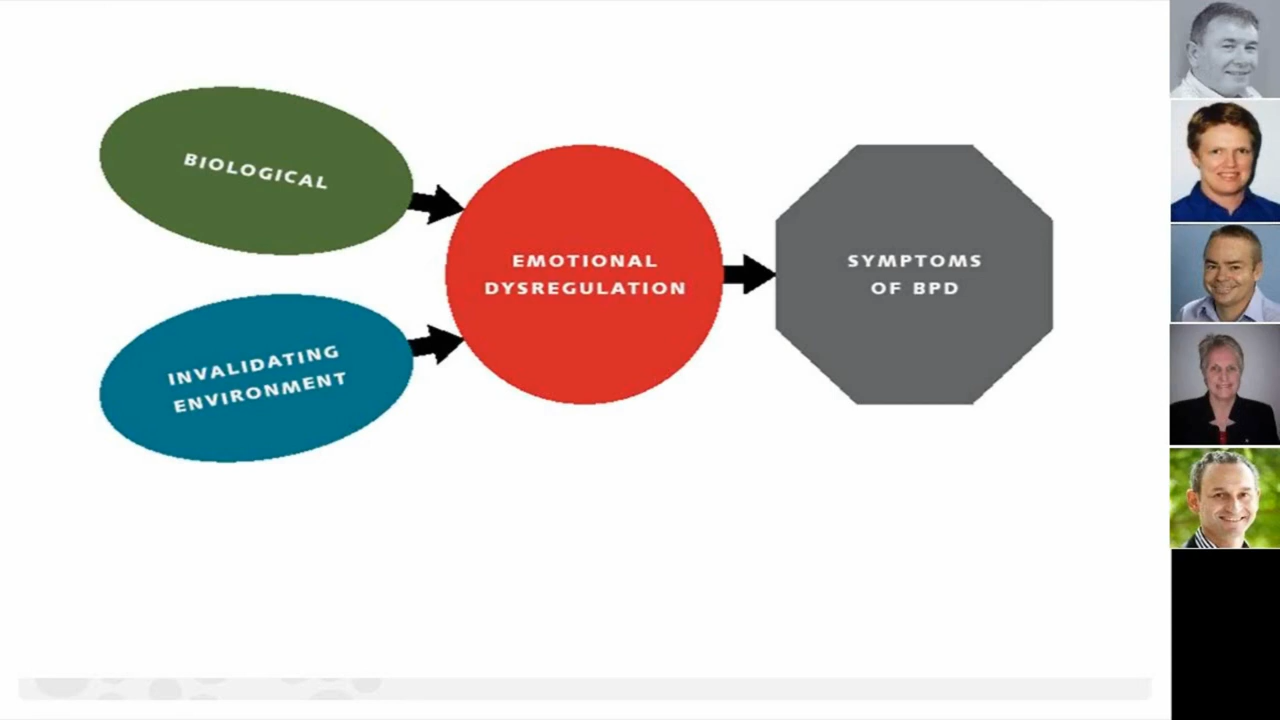 BIOLOGICAL
INVALIDATING
ENVIRONMENT
EMOTIONAL
DYSREGULATION
SYMPTOMS
OF BPD